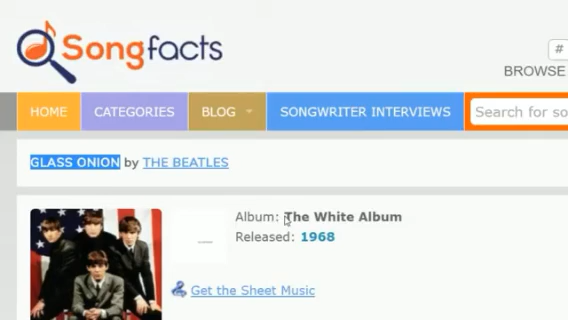 Songfacts
#
BROWSE
HOME CATEGORIES BLOG SONGWRITER INTERVIEWS Search for so
GLASS ONION by THE BEATLES
Album: The White Album
Released: 1968
Get the Sheet Music